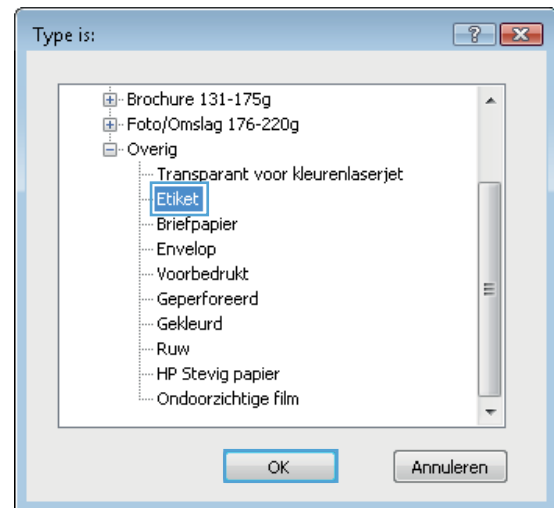 Type is:
Brochure 131-175g
Foto/Omslag 176-220g
Overig
Transparant voor kleurenlaserjet
Etiket
Briefpapier
Envelop
Voorbedrukt
Geperforeerd
Gekleurd
Ruw
HP Stevig papier
Ondoorzichtige film
OK Annuleren